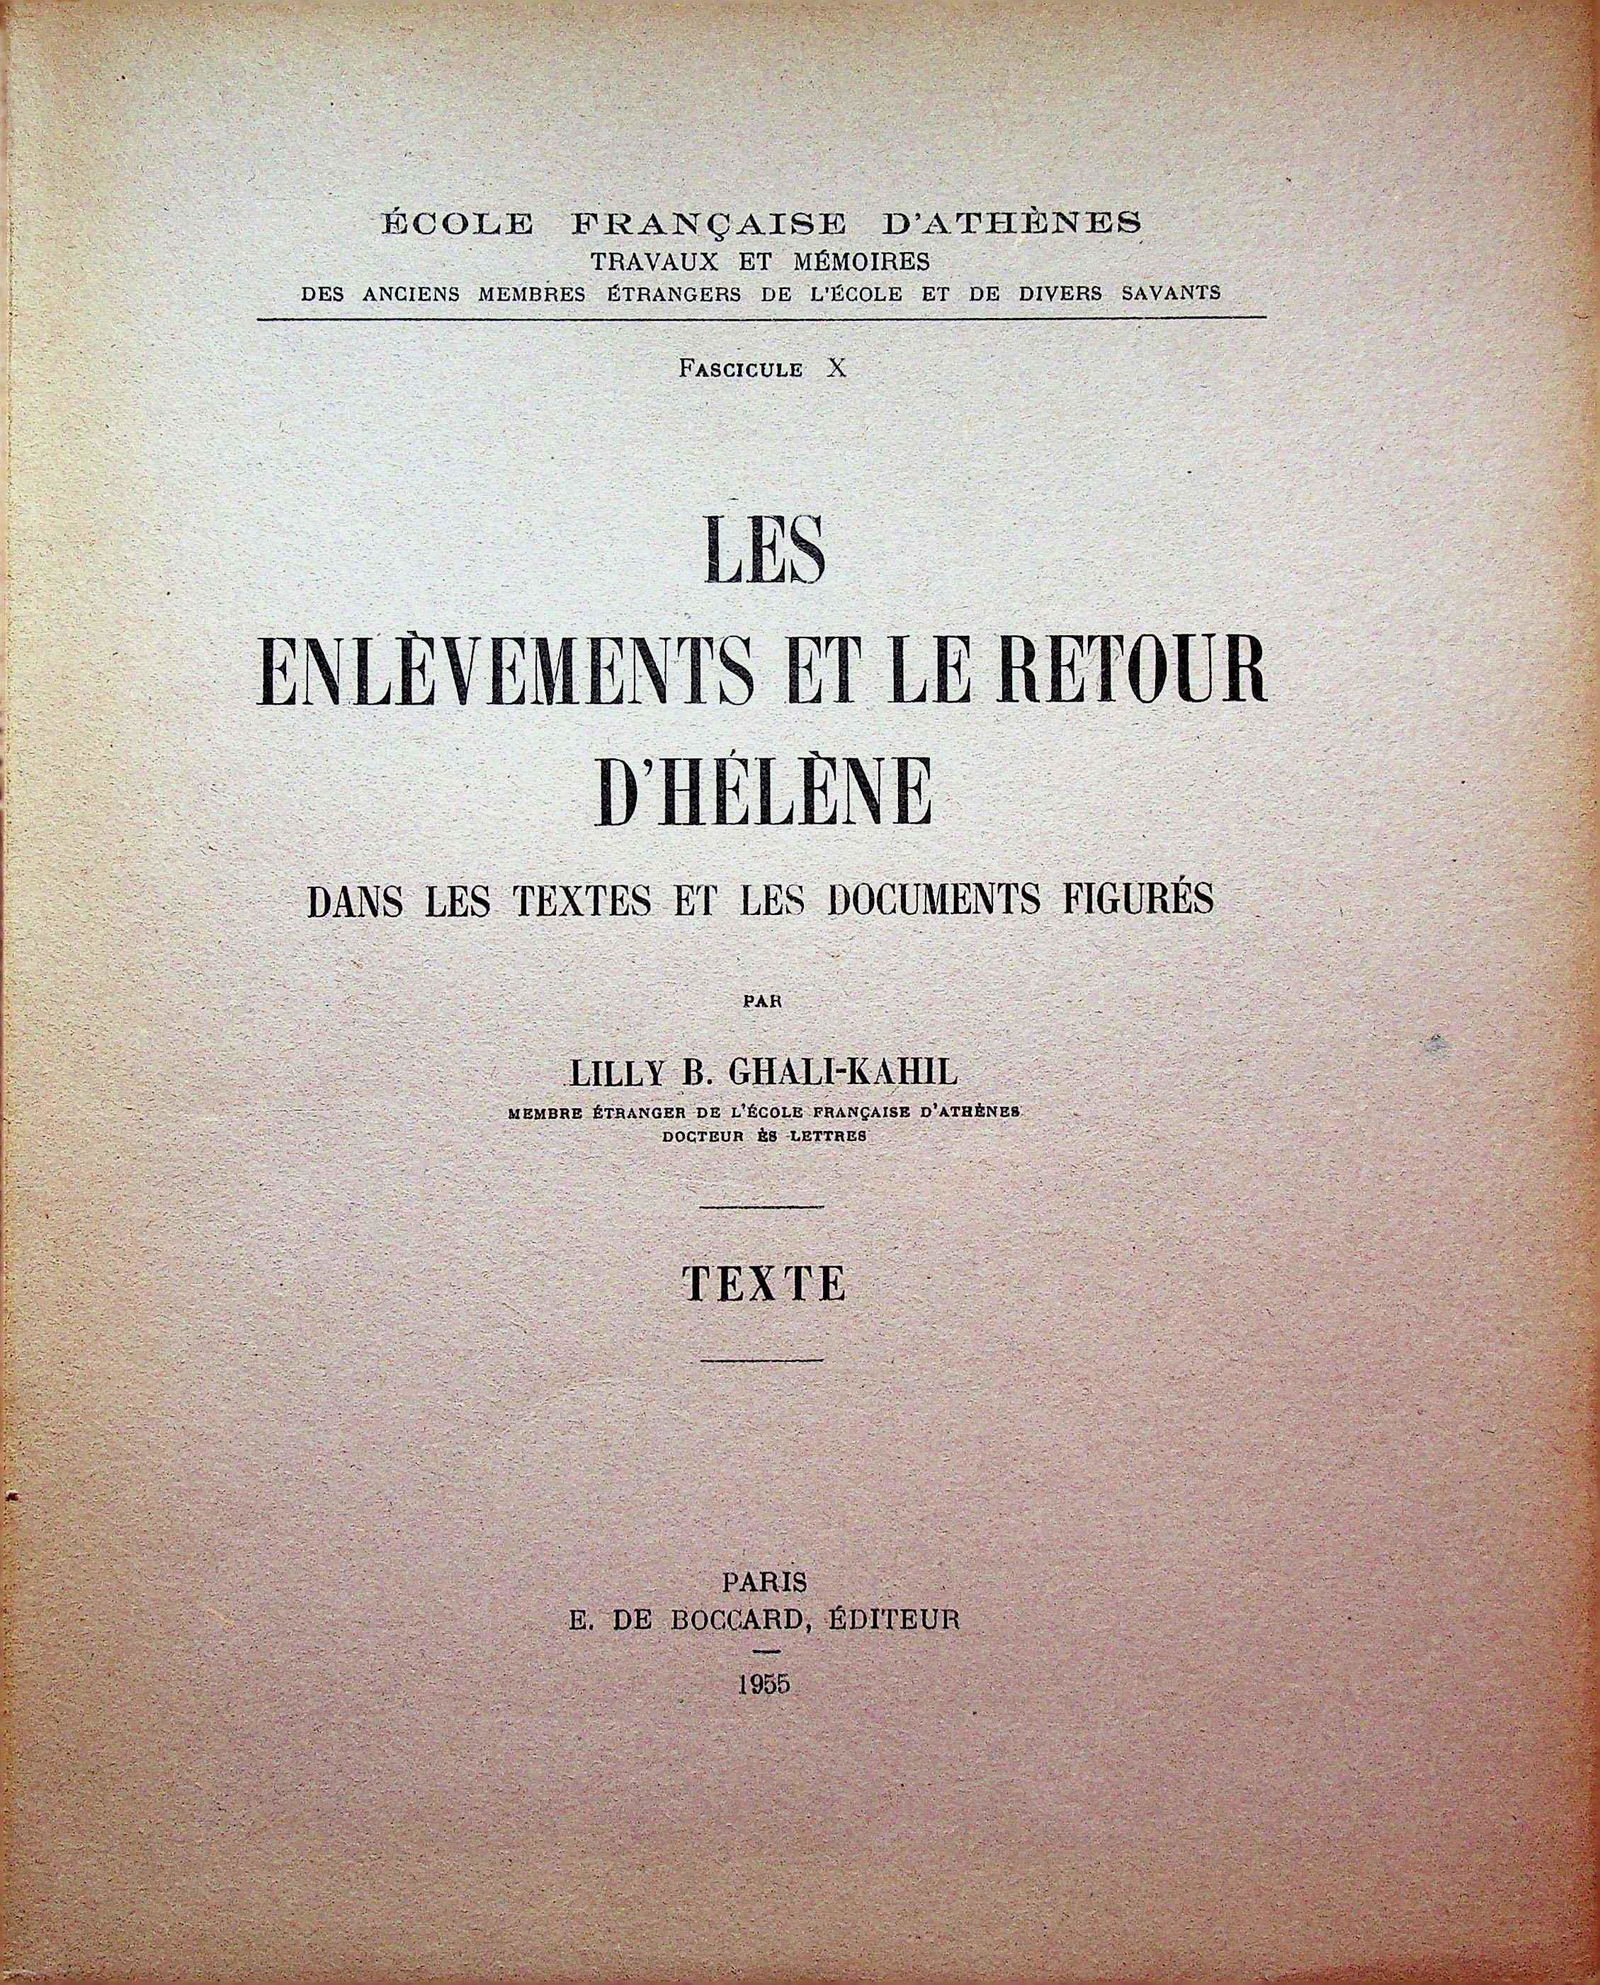 ÉCOLE FRANÇAISE D'ATHÈNES
TRAVAUX ET MÉMOIRES
DES ANCIENS MEMBRES ÉTRANGERS DE L'ÉCOLE ET DE DIVERS SAVANTS
FASCICULE X
LES
ENLÈVEMENTS ET LE RETOUR
D'HÉLÈNE
DANS LES TEXTES ET LES DOCUMENTS FIGURÉS
PAR
LILLY B. GHALI-KAHIL
MEMBRE ÉTRANGER DE L'ÉCOLE FRANÇAISE D'ATHÈNES
DOCTEUR ÈS LETTRES
TEXTE
PARIS
E. DE BOCCARD, ÉDITEUR
1955